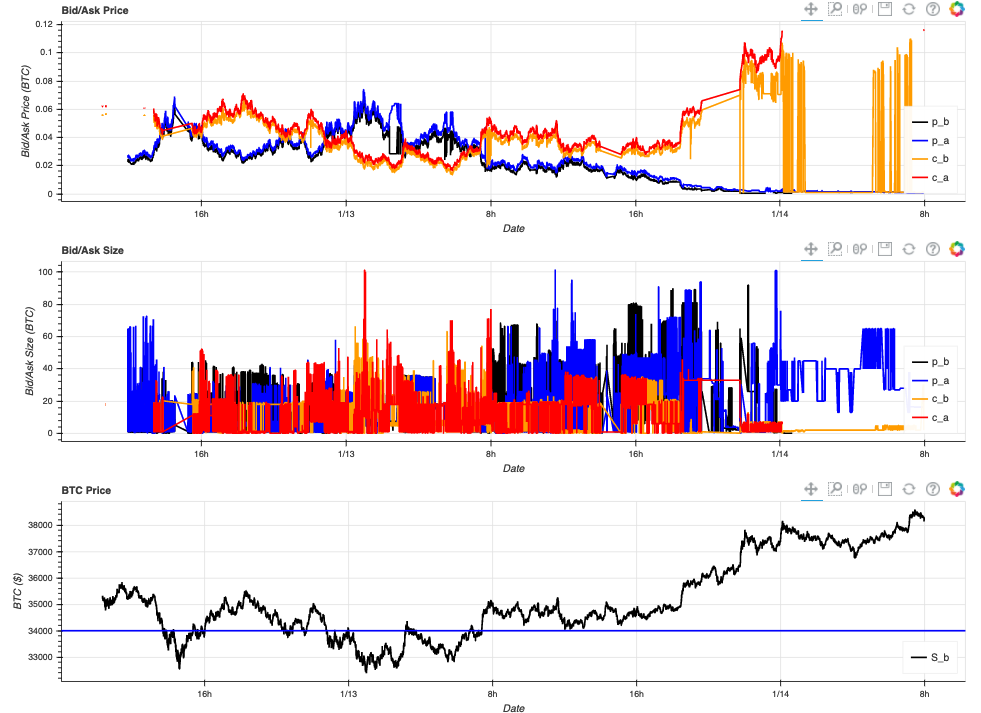 Bid/Ask Price
0.12
0.1
0.08
0.06
0.04
0.02
0
Bid/Ask Price (BTC)
p_b
p_a
c_b
c_a
16h
1/13
8h
16h
1/14
8h
Date
Bid/Ask Size
100
80
60
40
20
0
Bid/Ask Size (BTC)
p_b
p_a
c_b
c_a
16h
1/13
8h
16h
1/14
8h
Date
BTC Price
38000
37000
36000
35000
34000
33000
BTC ($)
S_b
16h
1/13
8h
16h
1/14
8h
Date